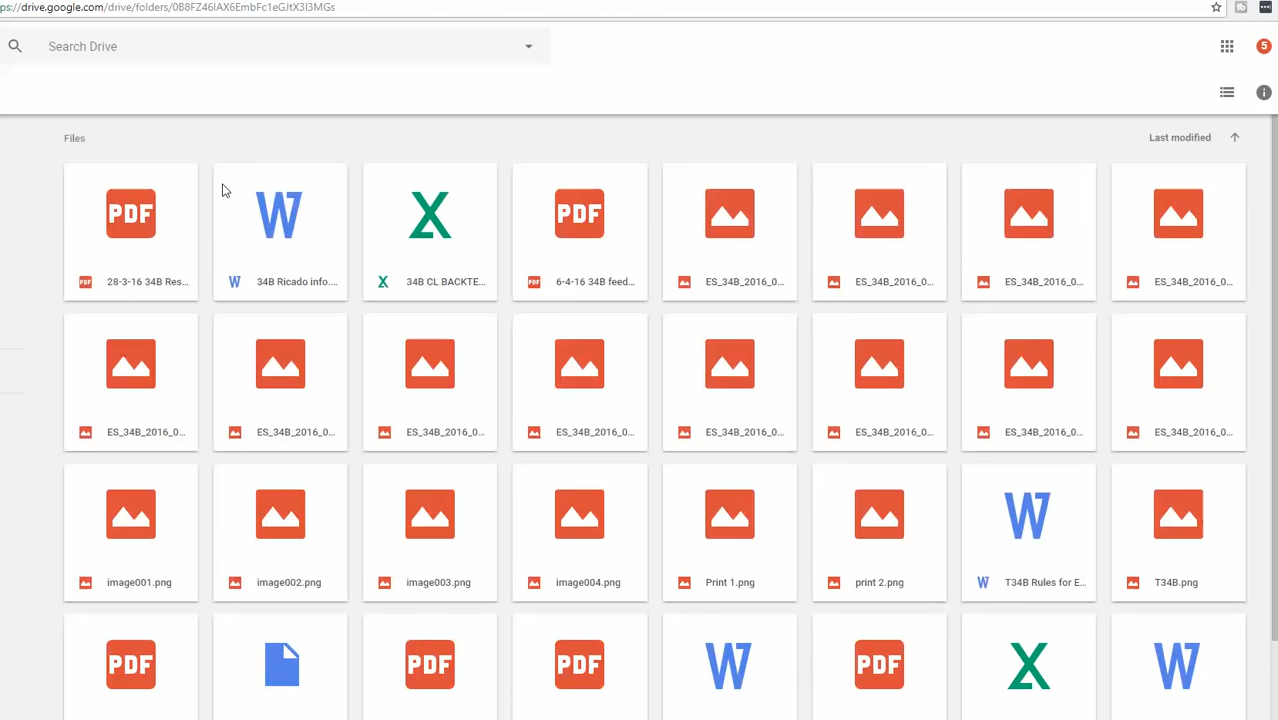 ps://drive.google.com/drive/folders/0B8FZ46IAX6EmbFc1eGJtX3I3MGs
Search Drive
5
Files
Last modified
PDF
W
X
PDF
PDF 28-3-16 34B Res...
W 34B Ricado info....
X 34B CL BACKTE...
PDF 6-4-16 34B feed...
ES_34B_2016_0...
ES_34B_2016_0...
ES_34B_2016_0...
ES_34B_2016_0...
ES_34B_2016_0...
ES_34B_2016_0...
ES_34B_2016_0...
ES_34B_2016_0...
ES_34B_2016_0...
ES_34B_2016_0...
ES_34B_2016_0...
ES_34B_2016_0...
W
image001.png
image002.png
image003.png
image004.png
Print 1.png
print 2.png
W T34B Rules for E...
T34B.png
PDF
PDF
PDF
W
PDF
X
W